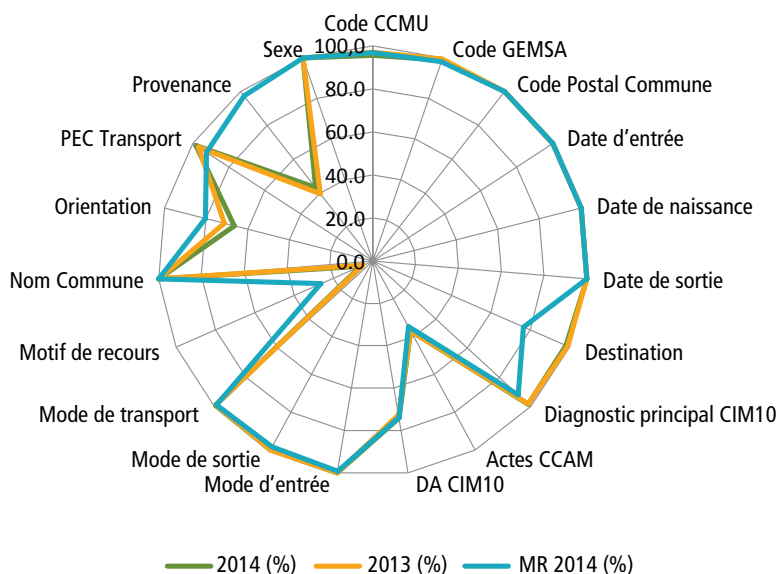 Code CCMU
Code GEMSA
Code Postal Commune
Date d'entrée
Date de naissance
Date de sortie
Destination
Diagnostic principal CIM10
Actes CCAM
DA CIM10
Mode d'entrée
Mode de sortie
Mode de transport
Motif de recours
Nom Commune
Orientation
PEC Transport
Provenance
Sexe
100,0
80.0
60.0
40.0
20.0
0.0
2014 (%)
2013 (%)
MR 2014 (%)